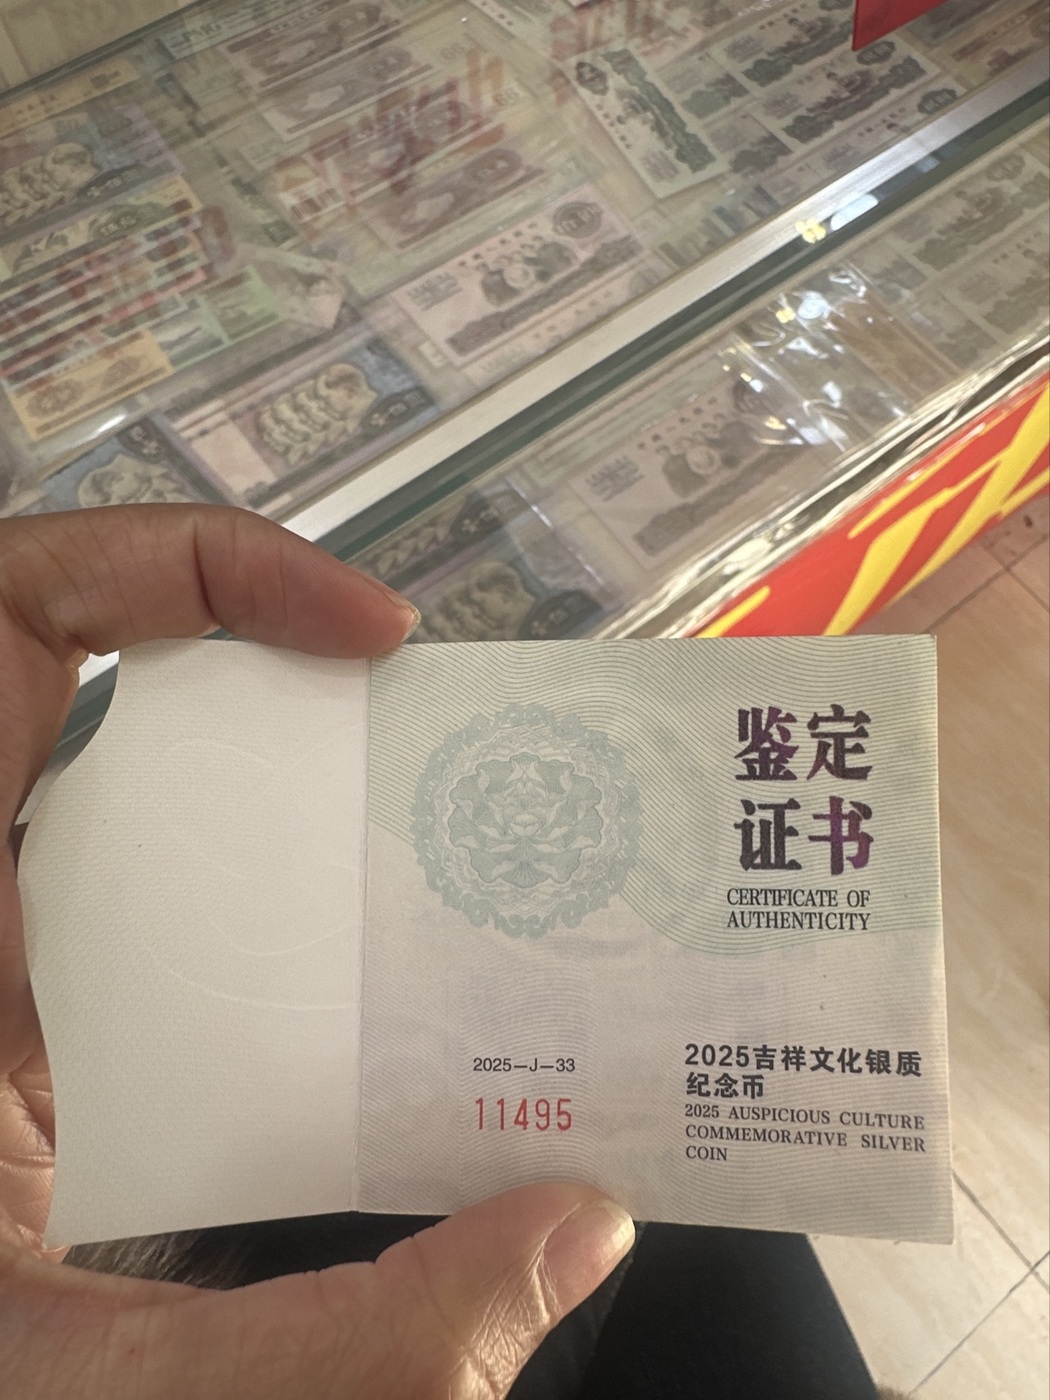 鉴定
证书
CERTIFICATE OF
AUTHENTICITY
2025—J—33
11495
2025吉祥文化银质
纪念币
2025 AUSPICIOUS CULTURE
COMMEMORATIVE SILVER
COIN